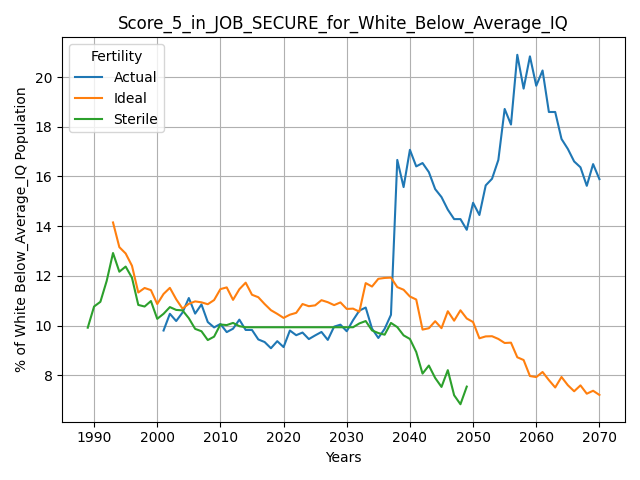 Score_5_in_JOB_SECURE_for_White_Below_Average_IQ
Fertility
Actual
Ideal
Sterile
% of White Below_Average_IQ Population
20
18
16
14
12
10
8
1990 2000 2010 2020 2030 2040 2050 2060 2070
Years